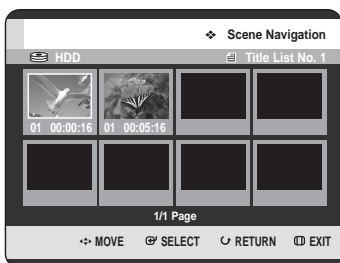 ❖ Scene Navigation
HDD Title List No. 1
01 00:00:16 01 00:05:16
1/1 Page
MOVE SELECT RETURN EXIT